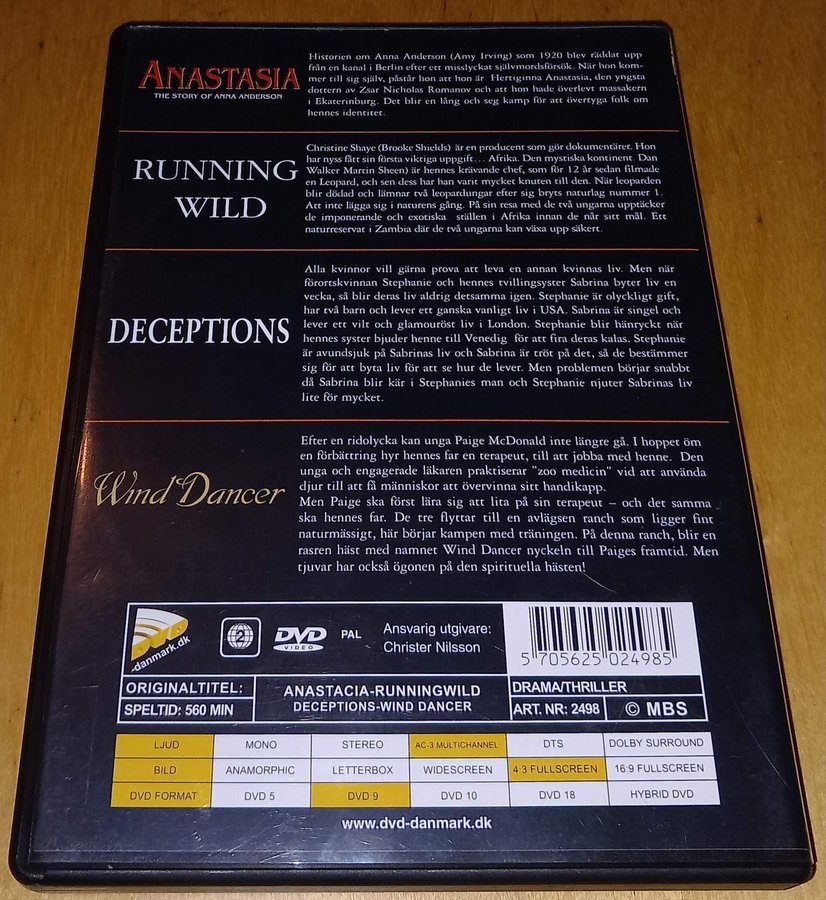 ANASTASIA
THE STORY OF ANNA ANDERSON
Historien om Anna Anderson (Amy Irving) som 1920 blev räddat upp
från en kanal i Berlin efter ett misslyckat självmordsförsök. När hon kom-
mer till sig själv, påstår hon att hon är Hertiginna Anastasia, den yngsta
dottern av Zsar Nicholas Romanov och att hon hade överlevt massakern
i Ekaterinburg. Det blir en lång och seg kamp för att övertyga folk om
hennes identitet.
RUNNING
WILD
Christine Shaye (Brooke Shields) är en producent som gör dokumentärer. Hon
har nyss fått sin första viktiga uppgift... Afrika. Den mystiska kontinent. Dan
Walker Martin Sheen) är hennes krävande chef, som för 12 år sedan filmade
en Leopard, och sen dess har han varit mycket knuten till den. När leoparden
blir dödad och lämnar två leopardungar efter sig bryts naturlag nummer 1.
Att inte lägga sig i naturens gång. På sin resa med de två ungarna upptäcker
de imponerande och exotiska ställen i Afrika innan de når sitt mål. Ett
naturreservat i Zambia där de två ungarna kan växa upp säkert.
DECEPTIONS
Alla kvinnor vill gärna prova att leva en annan kvinnas liv. Men när
förortskvinnan Stephanie och hennes tvillingsyster Sabrina byter liv en
vecka, så blir deras liv aldrig detsamma igen. Stephanie är olyckligt gift,
har två barn och lever ett ganska vanligt liv i USA. Sabrina är singel och
lever ett vilt och glamouröst liv i London. Stephanie blir hänryckt när
hennes syster bjuder henne till Venedig för att fira deras kalas. Stephanie
är avundsjuk på Sabrinas liv och Sabrina är tröt på det, så de bestämmer
sig för att byta liv för att se hur de lever. Men problemen börjar snabbt
då Sabrina blir kär i Stephanies man och Stephanie njuter Sabrinas liv
lite för mycket.
Wind Dancer
Efter en ridolycka kan unga Paige McDonald inte längre gå. I hoppet öm
en förbättring hyr hennes far en terapeut, till att jobba med henne. Den
unga och engagerade läkaren praktiserar "zoo medicin" vid att använda
djur till att få människor att övervinna sitt handikapp.
Men Paige ska först lära sig att lita på sin terapeut – och det samma
ska hennes far. De tre flyttar till en avlägsen ranch som ligger fint
naturmässigt, här börjar kampen med träningen. På denna ranch, blir en
rasren häst med namnet Wind Dancer nyckeln till Paiges framtid. Men
tjuvar har också ögonen på den spirituella hästen!
DVD
-danmark.dk
2
DVD
VIDEO
PAL
Ansvarig utgivare:
Christer Nilsson
5 705625 024985
ORIGINALTITEL:
ANASTACIA-RUNNINGWILD
DRAMA/THRILLER
SPELTID: 560 MIN
DECEPTIONS-WIND DANCER
ART. NR: 2498
© MBS
LJUD MONO STEREO AC-3 MULTICHANNEL DTS DOLBY SURROUND
BILD ANAMORPHIC LETTERBOX WIDESCREEN 4:3 FULLSCREEN 16:9 FULLSCREEN
DVD FORMAT DVD 5 DVD 9 DVD 10 DVD 18 HYBRID DVD
www.dvd-danmark.dk